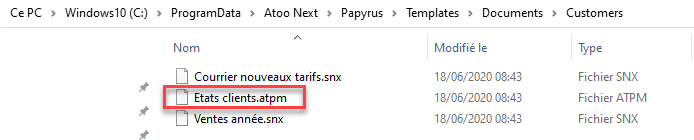 Ce PC > Windows10 (C:) > ProgramData > Atoo Next > Papyrus > Templates > Documents > Customers
Nom Modifié le Type
Courrier nouveaux tarifs.snx 18/06/2020 08:43 Fichier SNX
Etats clients.atpm 18/06/2020 08:43 Fichier ATPM
Ventes année.snx 18/06/2020 08:43 Fichier SNX